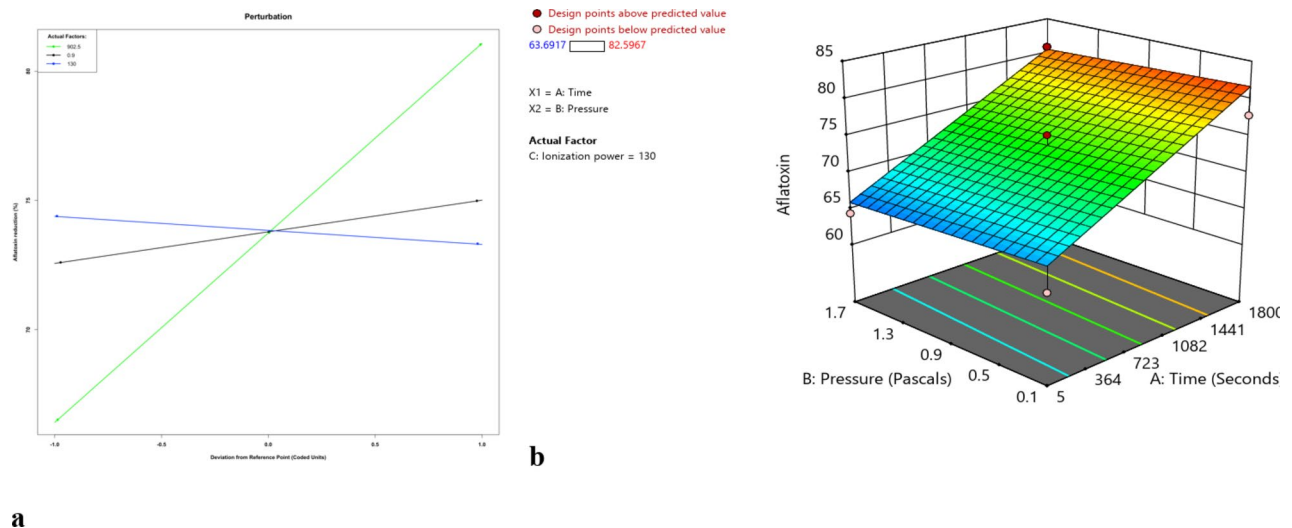 Perturbation
Actual Factors:
902.5
0.9
130
80
75
70
Aflatoxin reduction (%)
-1.0 -0.5 0.0 0.5 1.0
Deviation from Reference Point (Coded Units)
a
Design points above predicted value
Design points below predicted value
63.6917 82.5967
X1 = A: Time
X2 = B: Pressure
Actual Factor
C: Ionization power = 130
b
85
80
75
70
65
60
Aflatoxin
1.7
1.3
0.9
0.5
0.1
B: Pressure (Pascals)
5
364
723
1082
1441
1800
A: Time (Seconds)